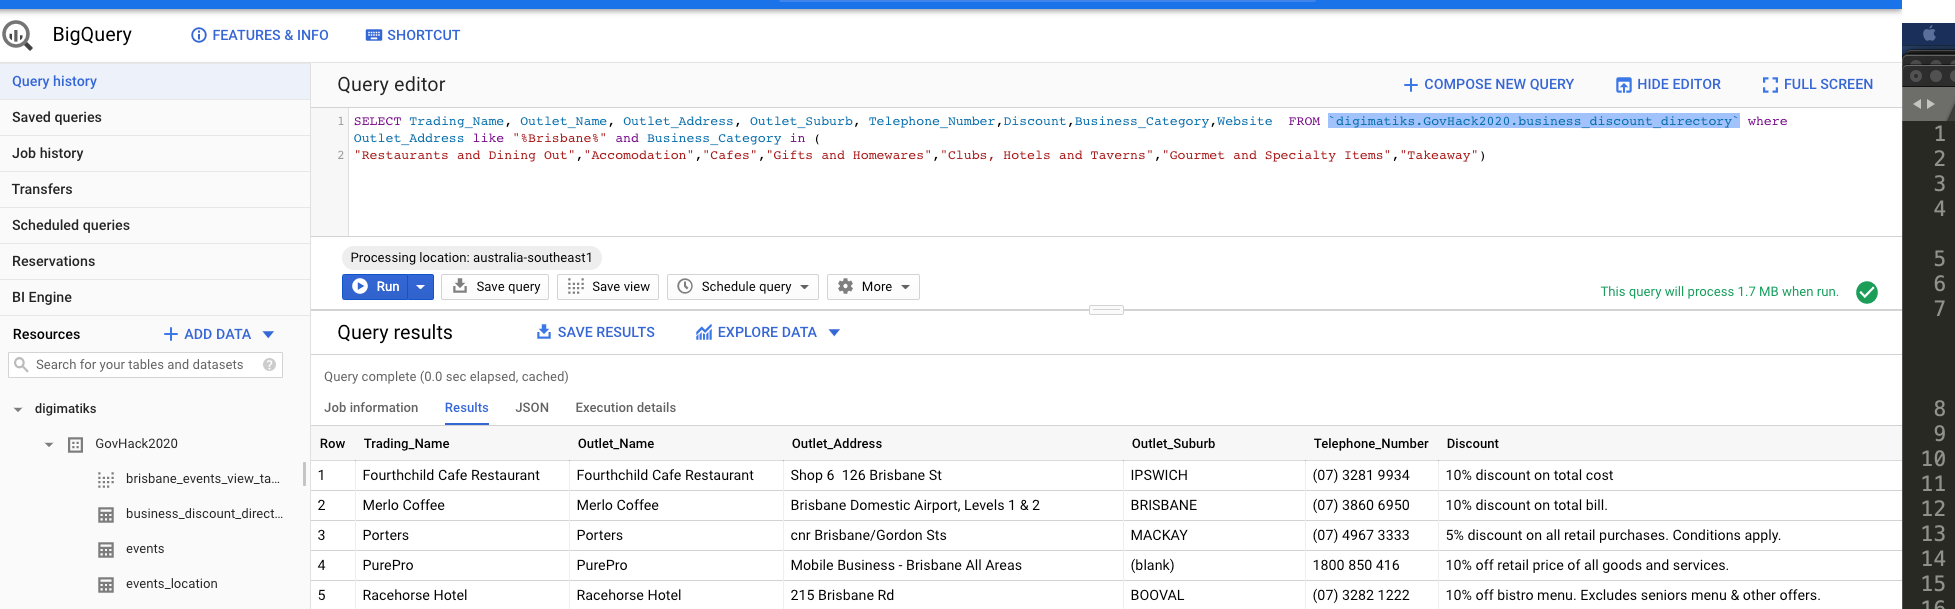 BigQuery
FEATURES & INFO
SHORTCUT
Query history
Saved queries
Job history
Transfers
Scheduled queries
Reservations
BI Engine
Resources
ADD DATA
Search for your tables and datasets
?
digimatiks
GovHack2020
brisbane_events_view_ta...
business_discount_direct...
events
events_location
Query editor
COMPOSE NEW QUERY
HIDE EDITOR
FULL SCREEN
1 SELECT Trading_Name, Outlet_Name, Outlet_Address, Outlet_Suburb, Telephone_Number,Discount,Business_Category,Website FROM `digimatiks.GovHack2020.business_discount_directory` where
Outlet_Address like "%Brisbane%" and Business_Category in (
2 "Restaurants and Dining Out","Accomodation","Cafes","Gifts and Homewares","Clubs, Hotels and Taverns","Gourmet and Specialty Items","Takeaway")
Processing location: australia-southeast1
Run
Save query
Save view
Schedule query
More
This query will process 1.7 MB when run.
Query results
SAVE RESULTS
EXPLORE DATA
Query complete (0.0 sec elapsed, cached)
Job information
Results
JSON
Execution details
Row Trading_Name Outlet_Name Outlet_Address Outlet_Suburb Telephone_Number Discount
1 Fourthchild Cafe Restaurant Fourthchild Cafe Restaurant Shop 6 126 Brisbane St IPSWICH (07) 3281 9934 10% discount on total cost
2 Merlo Coffee Merlo Coffee Brisbane Domestic Airport, Levels 1 & 2 BRISBANE (07) 3860 6950 10% discount on total bill.
3 Porters Porters cnr Brisbane/Gordon Sts MACKAY (07) 4967 3333 5% discount on all retail purchases. Conditions apply.
4 PurePro PurePro Mobile Business - Brisbane All Areas (blank) 1800 850 416 10% off retail price of all goods and services.
5 Racehorse Hotel Racehorse Hotel 215 Brisbane Rd BOOVAL (07) 3282 1222 10% off bistro menu. Excludes seniors menu & other offers.
1
2
3
4
5
6
7
8
9
10
11
12
13
14
15
16